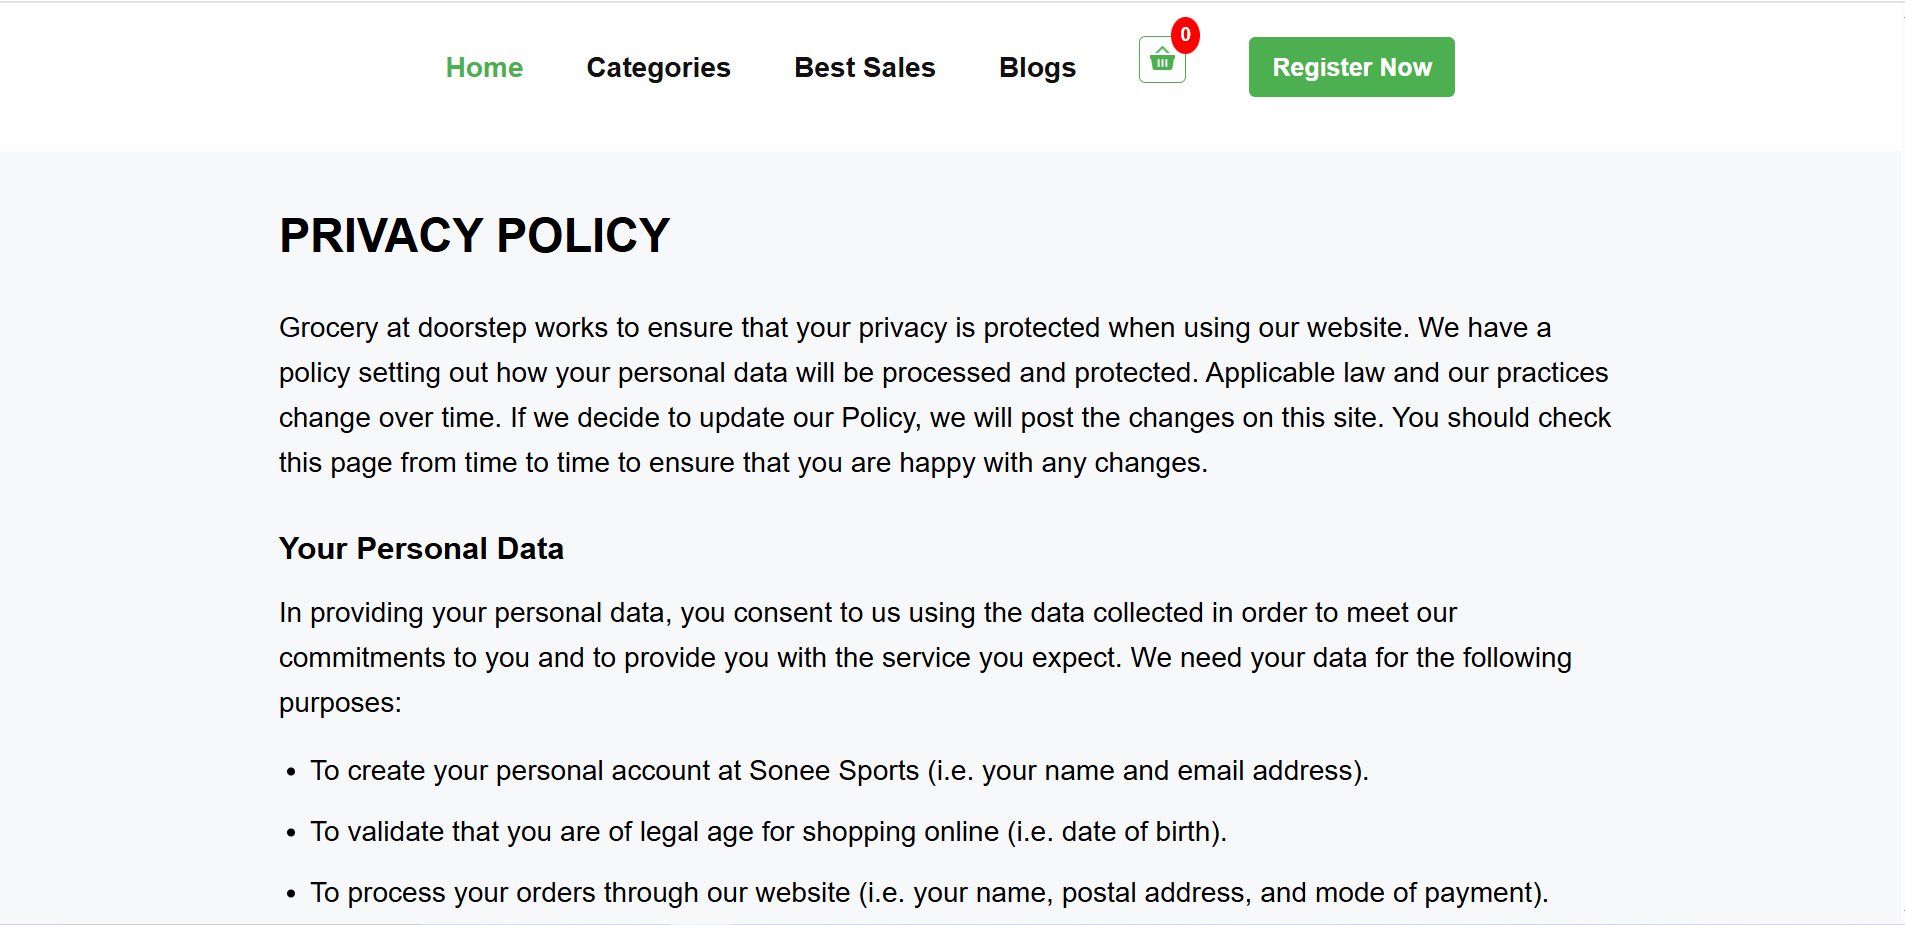 Home Categories Best Sales Blogs 0 Register Now
PRIVACY POLICY
Grocery at doorstep works to ensure that your privacy is protected when using our website. We have a
policy setting out how your personal data will be processed and protected. Applicable law and our practices
change over time. If we decide to update our Policy, we will post the changes on this site. You should check
this page from time to time to ensure that you are happy with any changes.
Your Personal Data
In providing your personal data, you consent to us using the data collected in order to meet our
commitments to you and to provide you with the service you expect. We need your data for the following
purposes:
• To create your personal account at Sonee Sports (i.e. your name and email address).
• To validate that you are of legal age for shopping online (i.e. date of birth).
• To process your orders through our website (i.e. your name, postal address, and mode of payment).